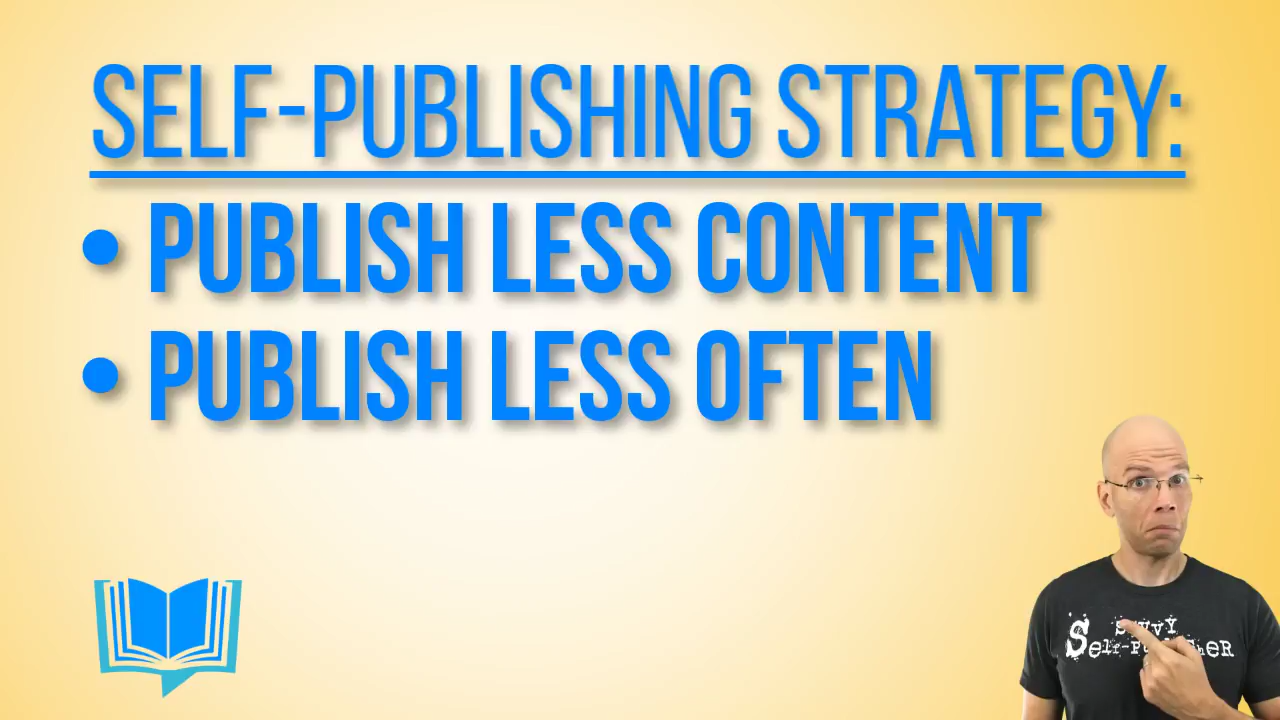 SELF-PUBLISHING STRATEGY:
• PUBLISH LESS CONTENT
• PUBLISH LESS OFTEN